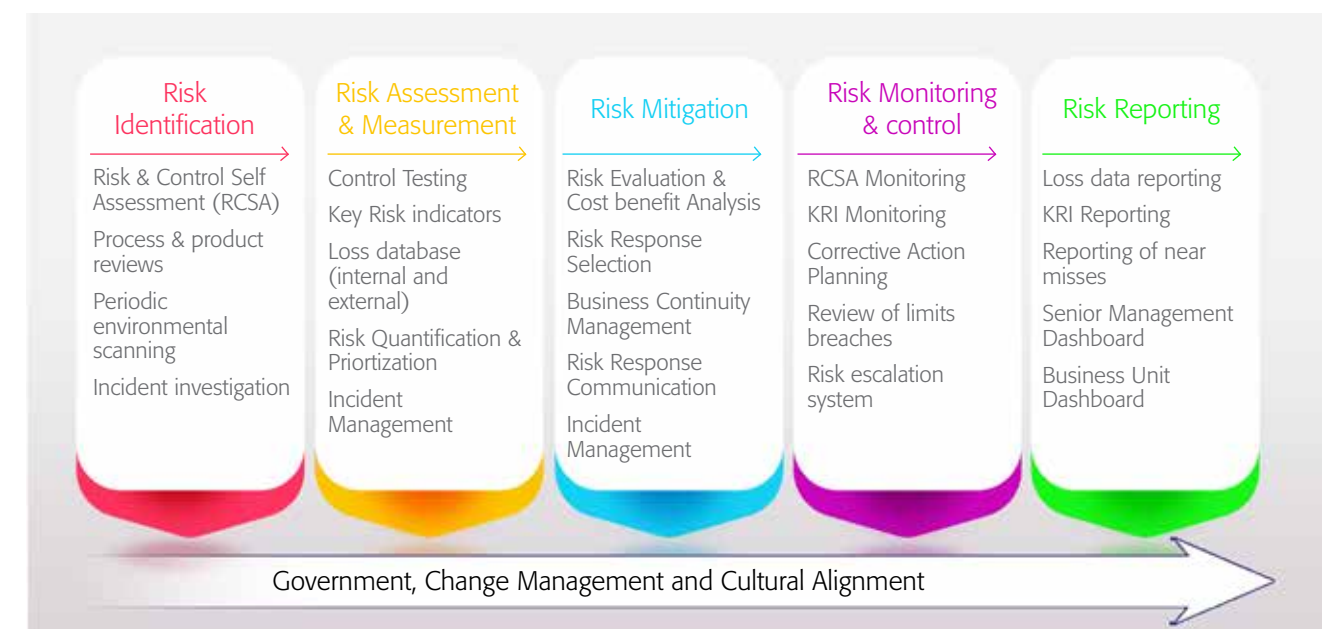 Risk
Identification
Risk & Control Self
Assessment (RCSA)
Process & product
reviews
Periodic
environmental
scanning
Incident investigation
Risk Assessment
& Measurement
Control Testing
Key Risk indicators
Loss database
(internal and
external)
Risk Quantification &
Priortization
Incident
Management
Risk Mitigation
Risk Evaluation &
Cost benefit Analysis
Risk Response
Selection
Business Continuity
Management
Risk Response
Communication
Incident
Management
Risk Monitoring
& control
RCSA Monitoring
KRI Monitoring
Corrective Action
Planning
Review of limits
breaches
Risk escalation
system
Risk Reporting
Loss data reporting
KRI Reporting
Reporting of near
misses
Senior Management
Dashboard
Business Unit
Dashboard
Government, Change Management and Cultural Alignment